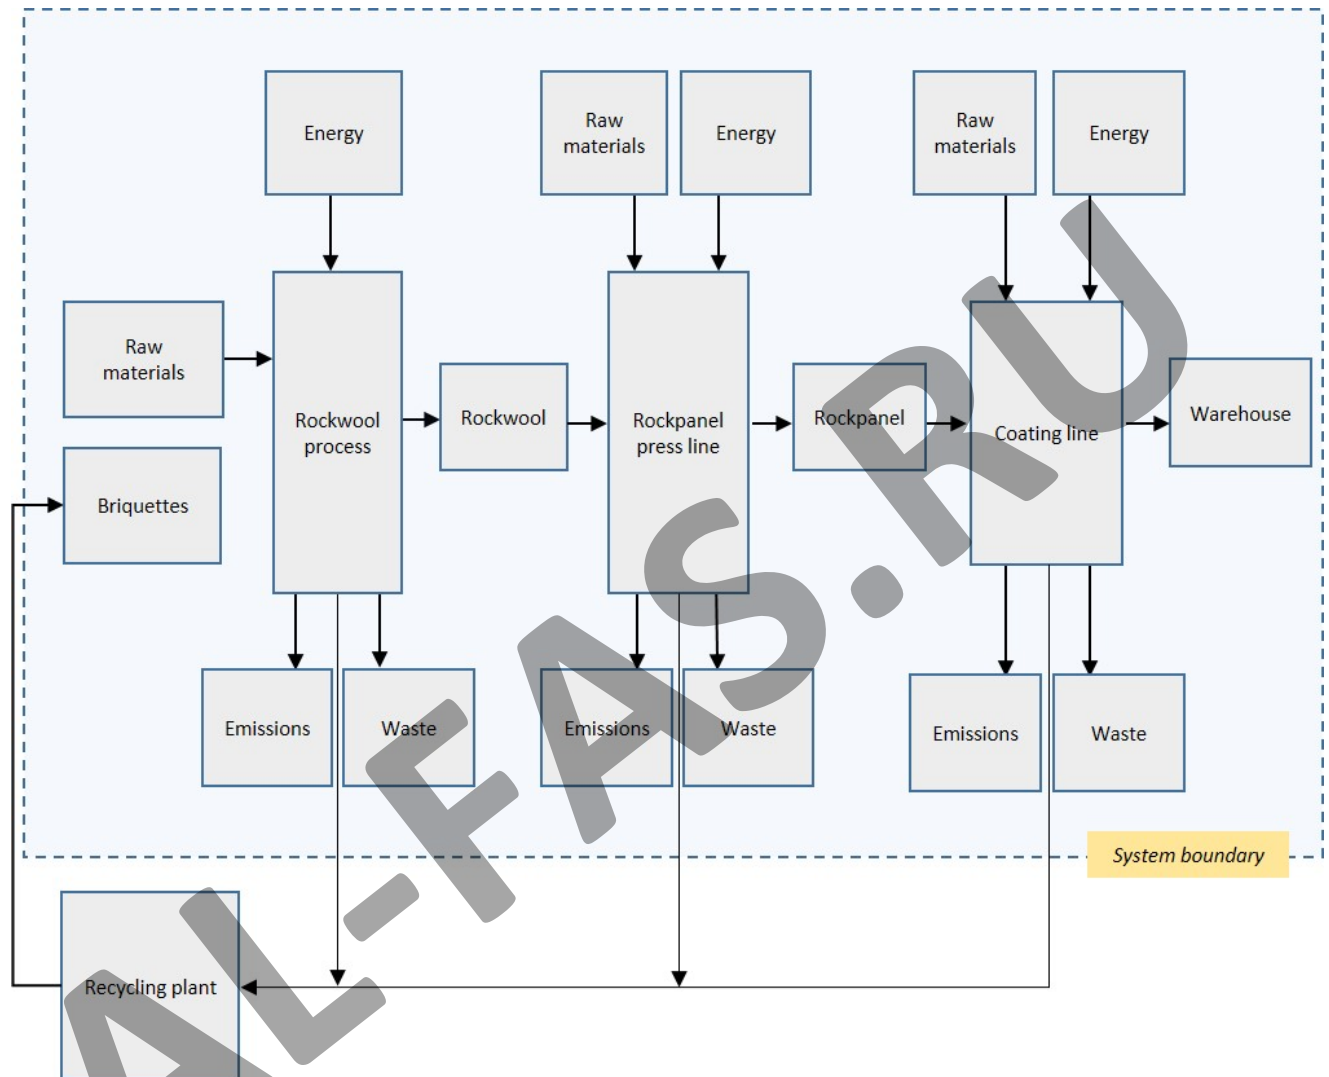 Energy
Raw
materials
Energy
Raw
materials
Energy
Raw
materials
Rockwool
process
Rockwool
Rockpanel
press line
Rockpanel
Coating line
Warehouse
Briquettes
Emissions
Waste
Emissions
Waste
Emissions
Waste
System boundary
Recycling plant
AL-FAS.RU